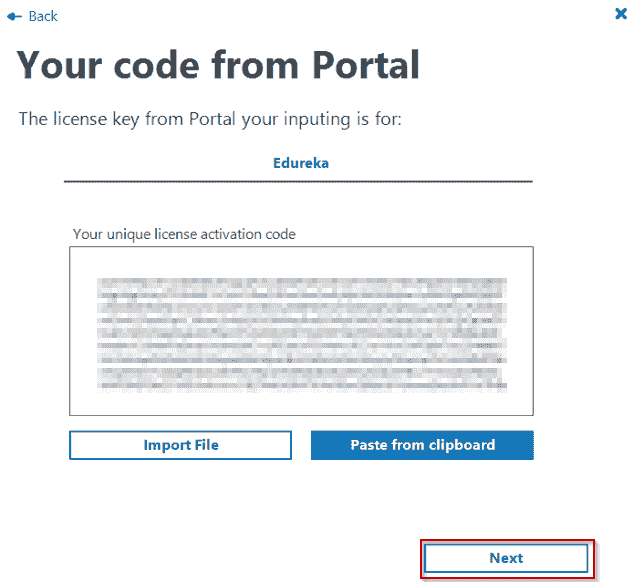 Back
Your code from Portal
The license key from Portal your inputing is for:
Edureka
Your unique license activation code
Import File
Paste from clipboard
Next